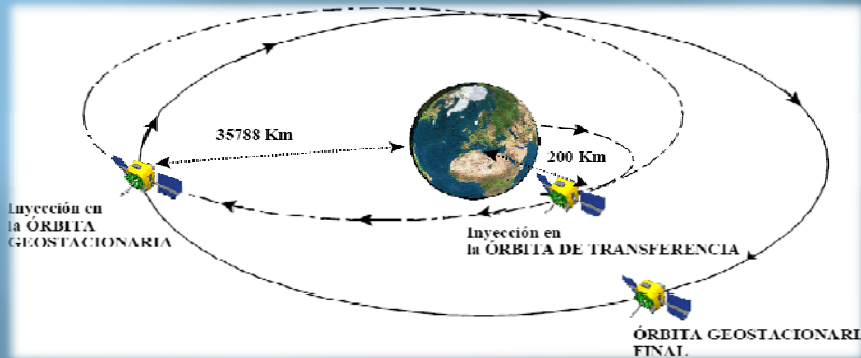 35788 Km
200 Km
Inyección en
la ÓRBITA
GEOSTACIONARIA
Inyección en
la ÓRBITA DE TRANSFERENCIA
ÓRBITA GEOSTACIONARI
FINAL